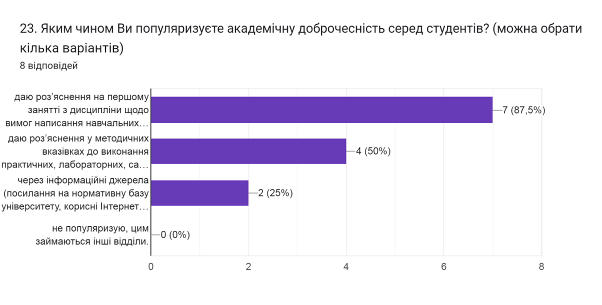 23. Яким чином Ви популяризуєте академічну доброчесність серед студентів? (можна обрати
кілька варіантів)
8 відповідей
даю роз’яснення на першому
занятті з дисципліни щодо
вимог написання навчальних…
7 (87,5%)
даю роз’яснення у методичних
вказівках до виконання
практичних, лабораторних, са…
4 (50%)
через інформаційні джерела
(посилання на нормативну базу
університету, корисні Інтернет…
2 (25%)
не популяризую, цим
займаються інші відділи.
0 (0%)
0 2 4 6 8